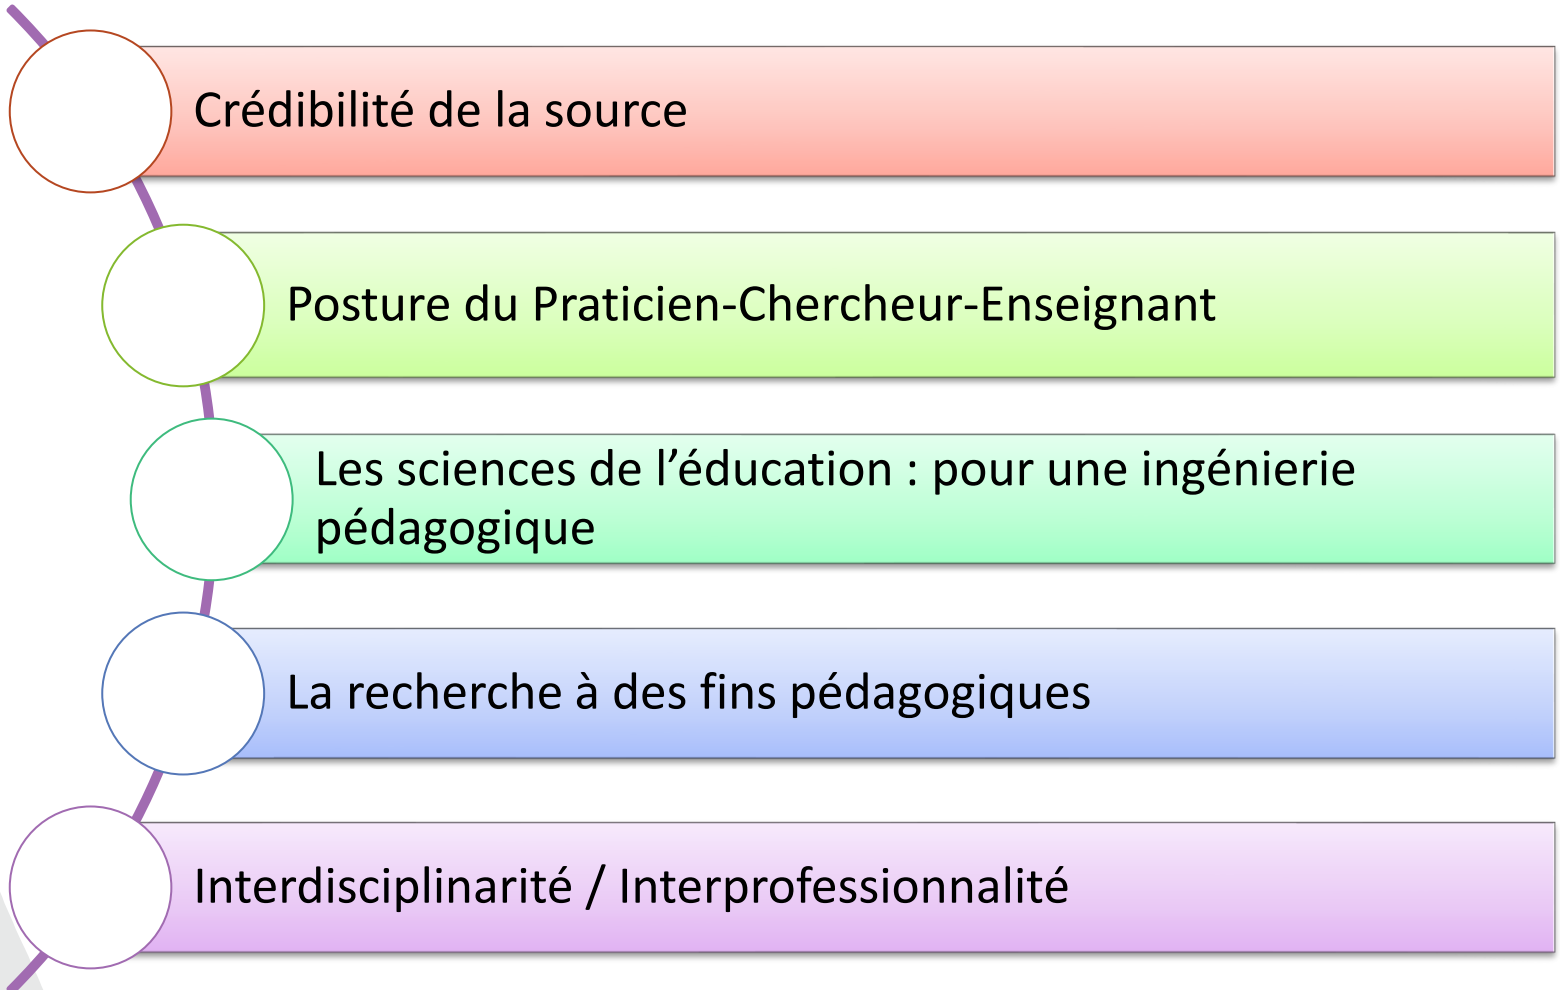 Crédibilité de la source
Posture du Praticien-Chercheur-Enseignant
Les sciences de l’éducation : pour une ingénierie
pédagogique
La recherche à des fins pédagogiques
Interdisciplinarité / Interprofessionnalité